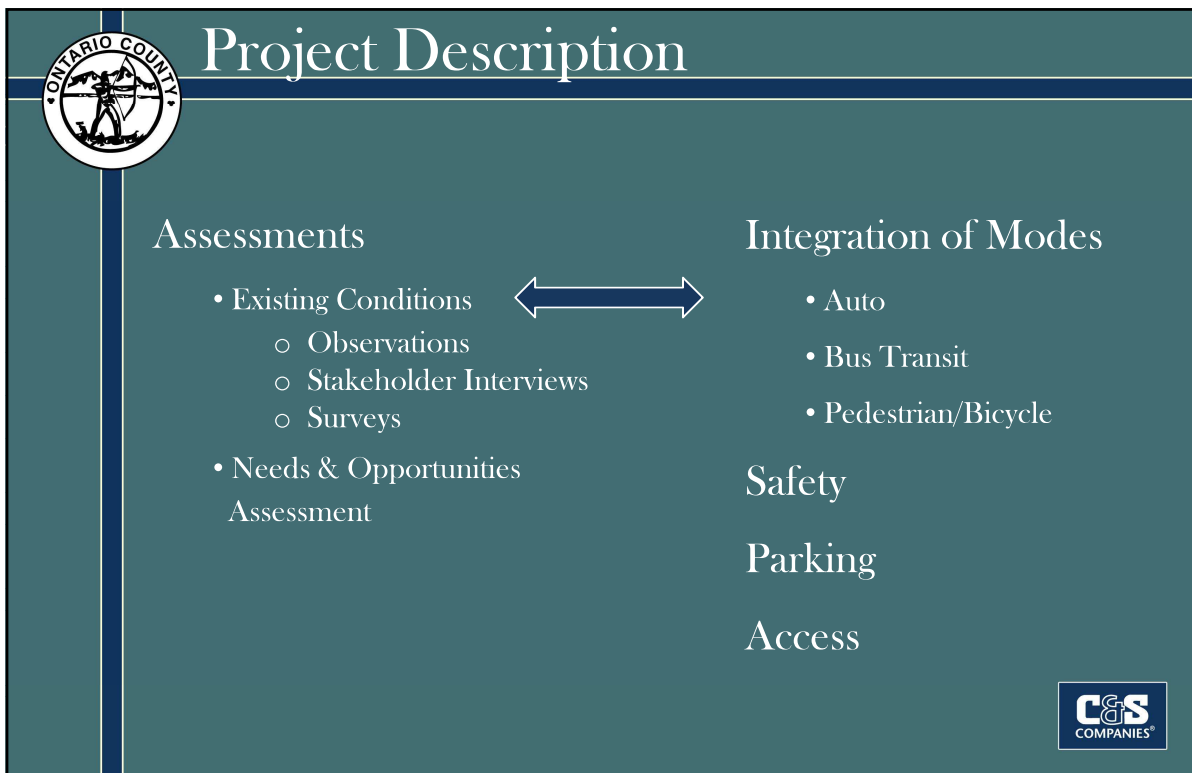 ONTARIO COUNTY
Project Description
Assessments
• Existing Conditions
o Observations
o Stakeholder Interviews
o Surveys
• Needs & Opportunities
Assessment
Integration of Modes
• Auto
• Bus Transit
• Pedestrian/Bicycle
Safety
Parking
Access
C&S
COMPANIES®